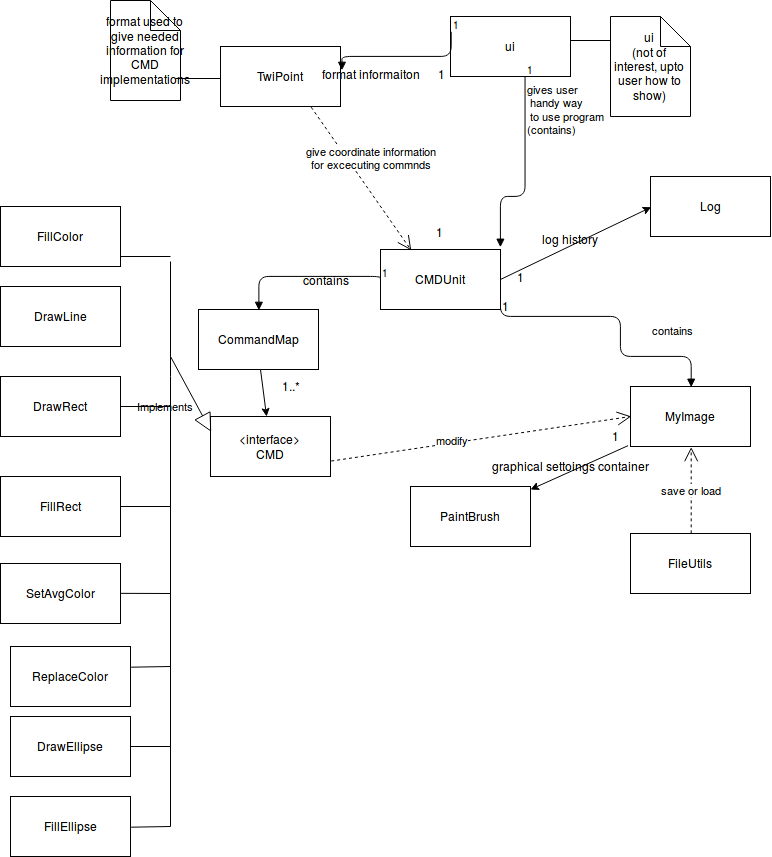 format used to
give needed
information for
CMD
implementations
TwiPoint
format informaiton
1
1
ui
1
ui
(not of
interest, upto
user how to
show)
gives user
handy way
to use program
(contains)
give coordinate information
for excecuting commnds
1
Log
log history
FillColor
CMDUnit
1
1
1
contains
contains
DrawLine
CommandMap
1..*
DrawRect
Implements
<interface>
CMD
modify
MyImage
1
graphical settoings container
save or load
FillRect
PaintBrush
FileUtils
SetAvgColor
ReplaceColor
DrawEllipse
FillEllipse